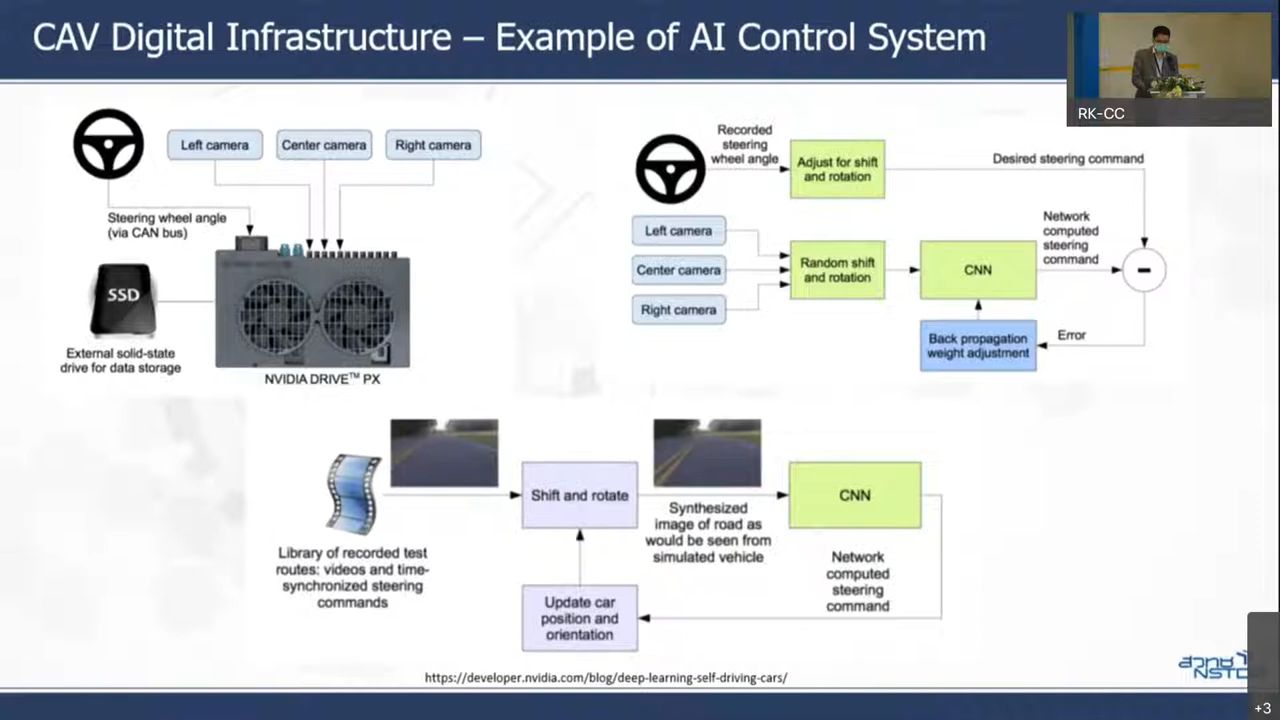 CAV Digital Infrastructure – Example of AI Control System
RK-CC
Left camera
Center camera
Right camera
Steering wheel angle
(via CAN bus)
SSD
External solid-state
drive for data storage
NVIDIA DRIVE™ PX
Recorded
steering
wheel angle
Adjust for shift
and rotation
Desired steering command
Left camera
Center camera
Right camera
Random shift
and rotation
CNN
Network
computed
steering
command
-
Back propagation
weight adjustment
Error
Library of recorded test
routes: videos and time-
synchronized steering
commands
Shift and rotate
Synthesized
image of road as
would be seen from
simulated vehicle
CNN
Network
computed
steering
command
Update car
position and
orientation
https://developer.nvidia.com/blog/deep-learning-self-driving-cars/
สวทช
+3